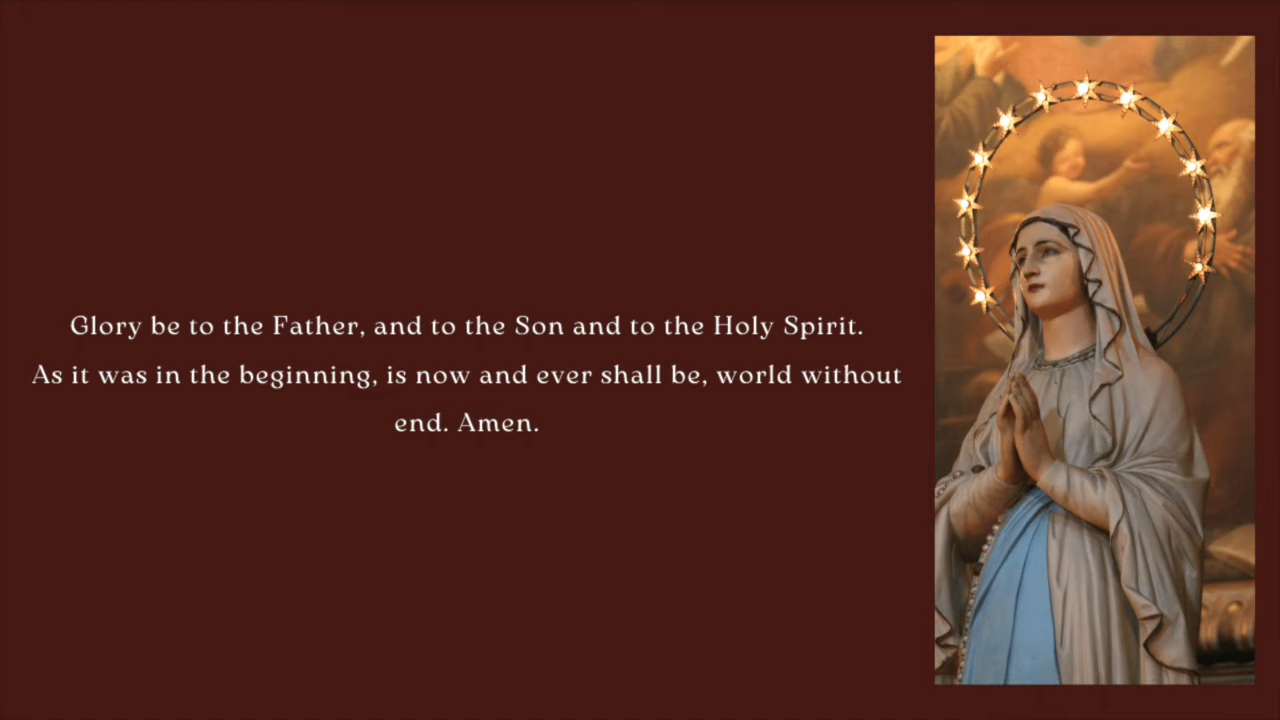 Glory be to the Father, and to the Son and to the Holy Spirit.
As it was in the beginning, is now and ever shall be, world without
end. Amen.